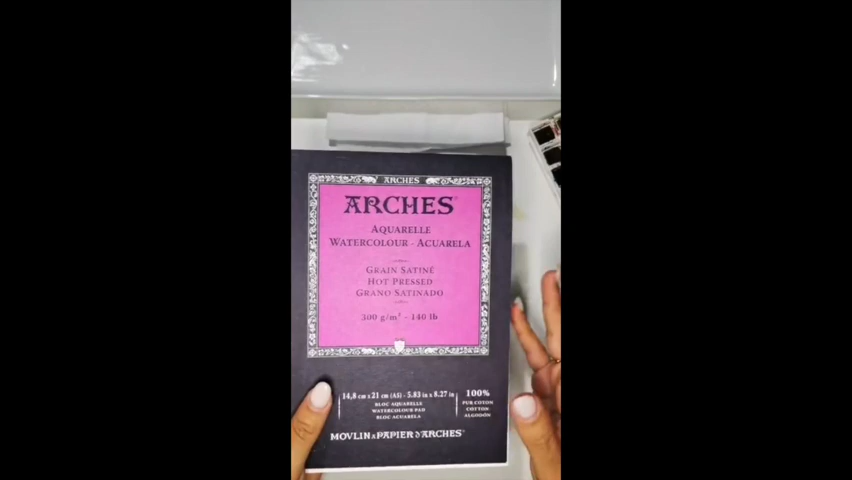 ARCHES
ARCHES
AQUARELLE
WATERCOLOUR - ACUARELA
GRAIN SATINÉ
HOT PRESSED
GRANO SATINADO
300 g/m² - 140 lb
14,8 cm x 21 cm (A5) - 5.83 in x 8.27 in
BLOC AQUARELLE
WATERCOLOUR PAD
BLOC ACUARELA
100%
PUR COTON
COTTON
ALGODÓN
MOVLIN & PAPIER D'ARCHES